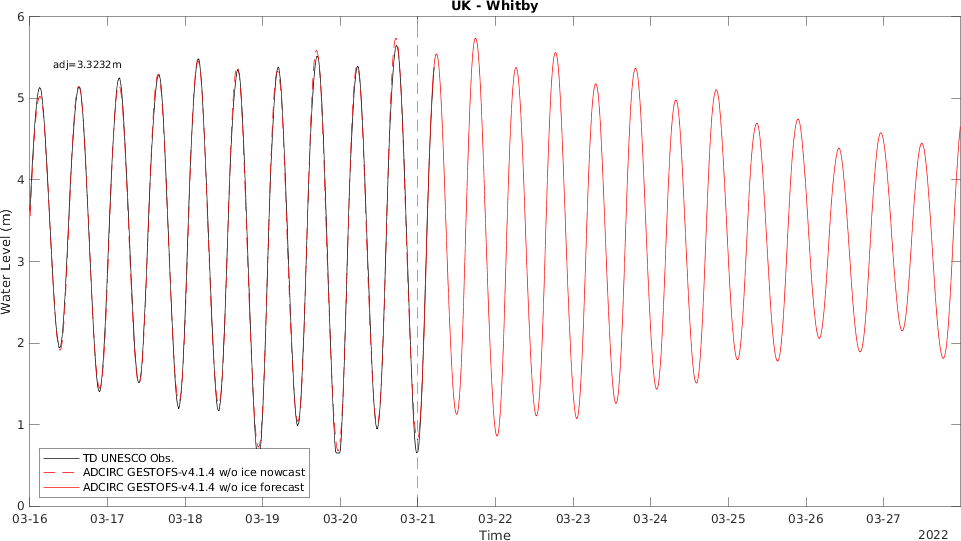 UK - Whitby
adj=3.3232m
6
5
4
3
2
1
0
Water Level (m)
TD UNESCO Obs.
ADCIRC GESTOFS-v4.1.4 w/o ice nowcast
ADCIRC GESTOFS-v4.1.4 w/o ice forecast
03-16 03-17 03-18 03-19 03-20 03-21 03-22 03-23 03-24 03-25 03-26 03-27
Time
2022